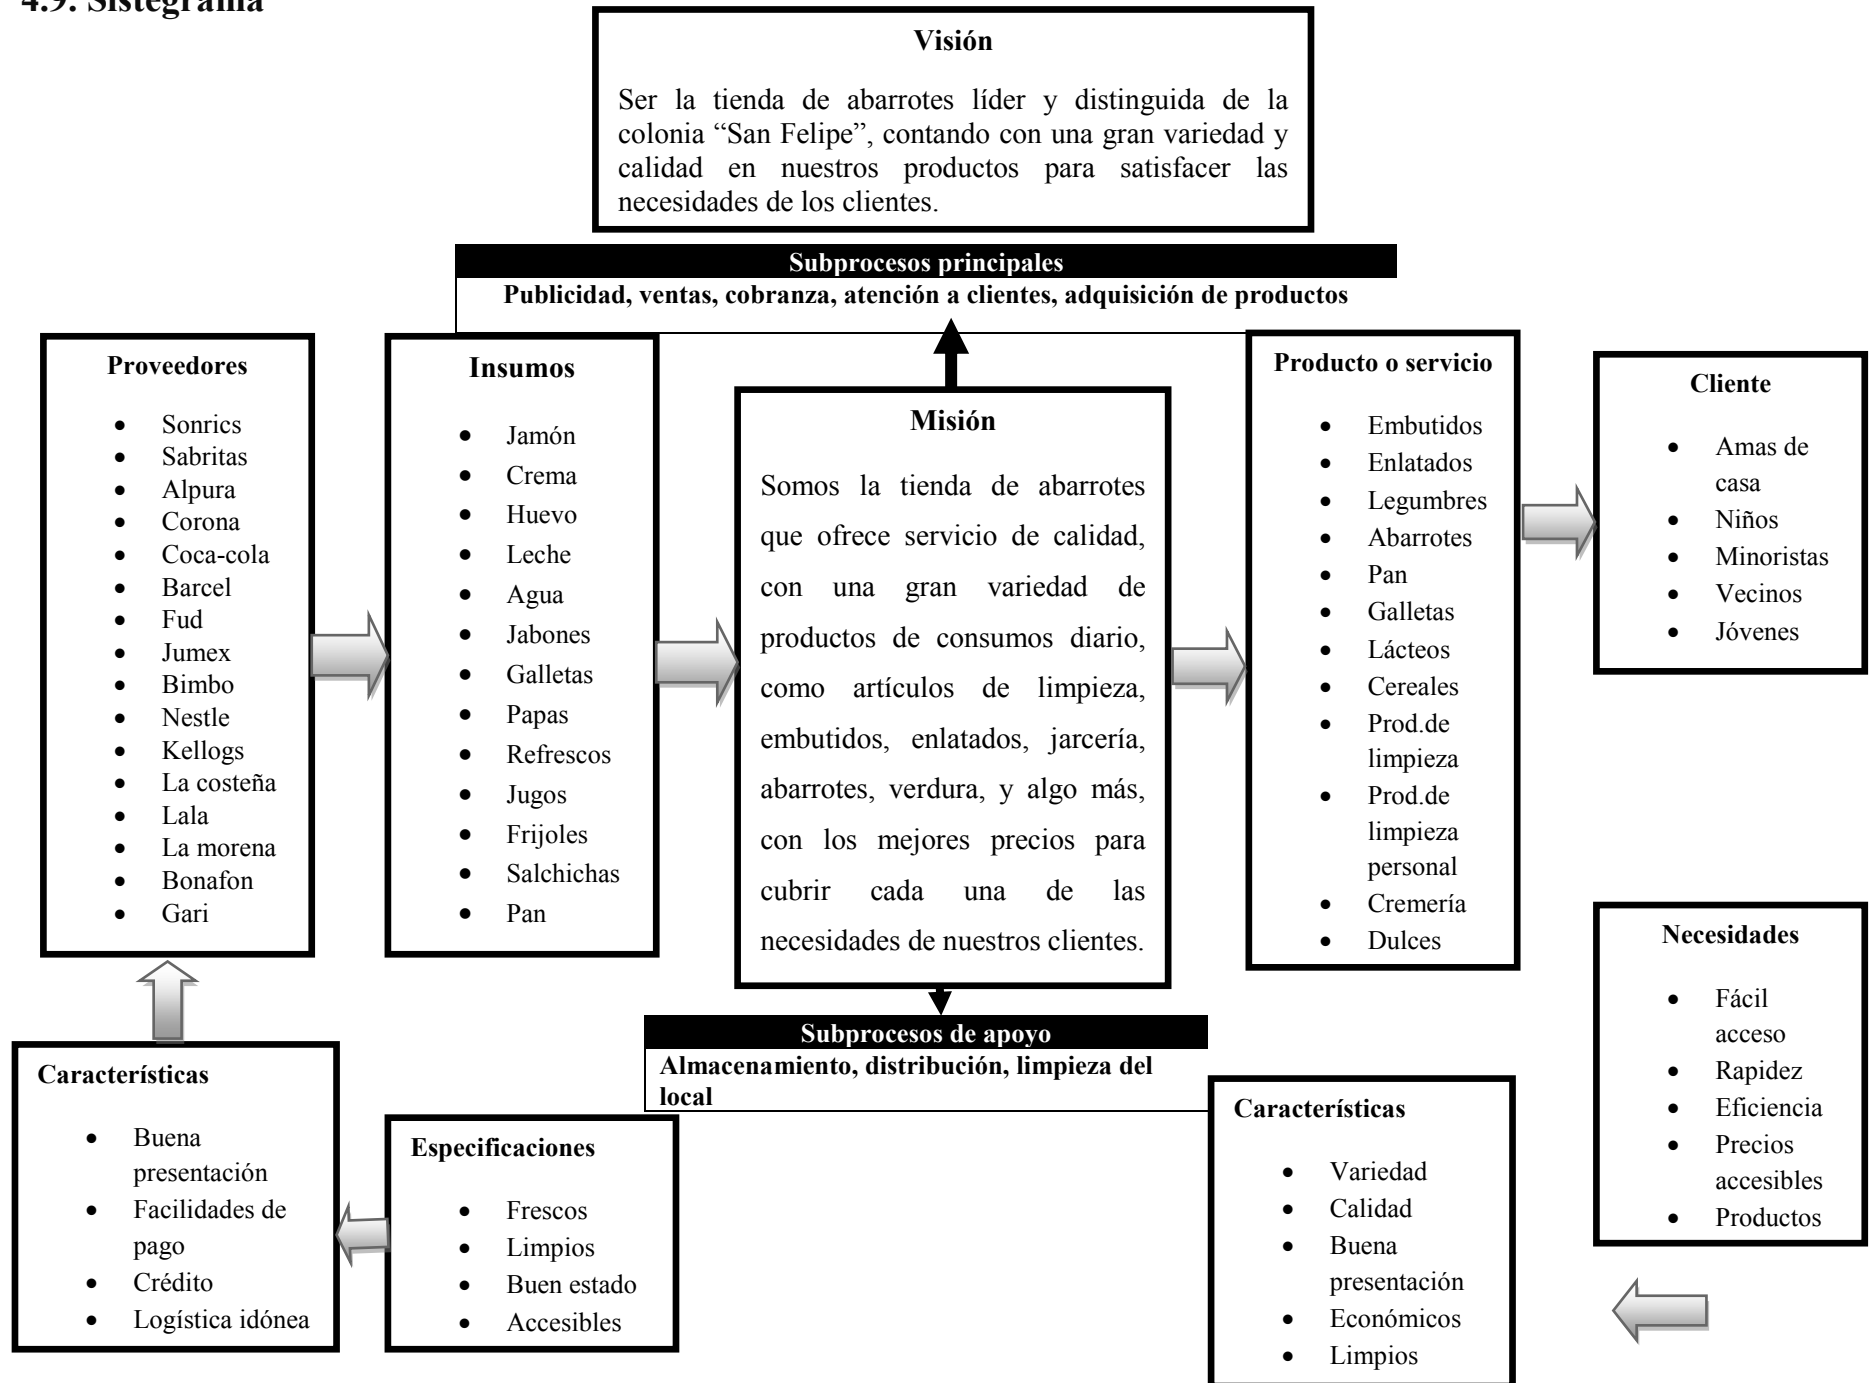 4.9. Sistegrama
Visión
Ser la tienda de abarrotes líder y distinguida de la
colonia “San Felipe”, contando con una gran variedad y
calidad en nuestros productos para satisfacer las
necesidades de los clientes.
Subprocesos principales
Publicidad, ventas, cobranza, atención a clientes, adquisición de productos
Proveedores
• Sonrics
• Sabritas
• Alpura
• Corona
• Coca-cola
• Barcel
• Fud
• Jumex
• Bimbo
• Nestle
• Kellogs
• La costeña
• Lala
• La morena
• Bonafon
• Gari
Insumos
• Jamón
• Crema
• Huevo
• Leche
• Agua
• Jabones
• Galletas
• Papas
• Refrescos
• Jugos
• Frijoles
• Salchichas
• Pan
Misión
Somos la tienda de abarrotes
que ofrece servicio de calidad,
con una gran variedad de
productos de consumos diario,
como artículos de limpieza,
embutidos, enlatados, jarcería,
abarrotes, verdura, y algo más,
con los mejores precios para
cubrir cada una de las
necesidades de nuestros clientes.
Producto o servicio
• Embutidos
• Enlatados
• Legumbres
• Abarrotes
• Pan
• Galletas
• Lácteos
• Cereales
• Prod.de
limpieza
• Prod.de
limpieza
personal
• Cremería
• Dulces
Cliente
• Amas de
casa
• Niños
• Minoristas
• Vecinos
• Jóvenes
Necesidades
• Fácil
acceso
• Rapidez
• Eficiencia
• Precios
accesibles
• Productos
Subprocesos de apoyo
Almacenamiento, distribución, limpieza del
local
Características
• Buena
presentación
• Facilidades de
pago
• Crédito
• Logística idónea
Especificaciones
• Frescos
• Limpios
• Buen estado
• Accesibles
Características
• Variedad
• Calidad
• Buena
presentación
• Económicos
• Limpios